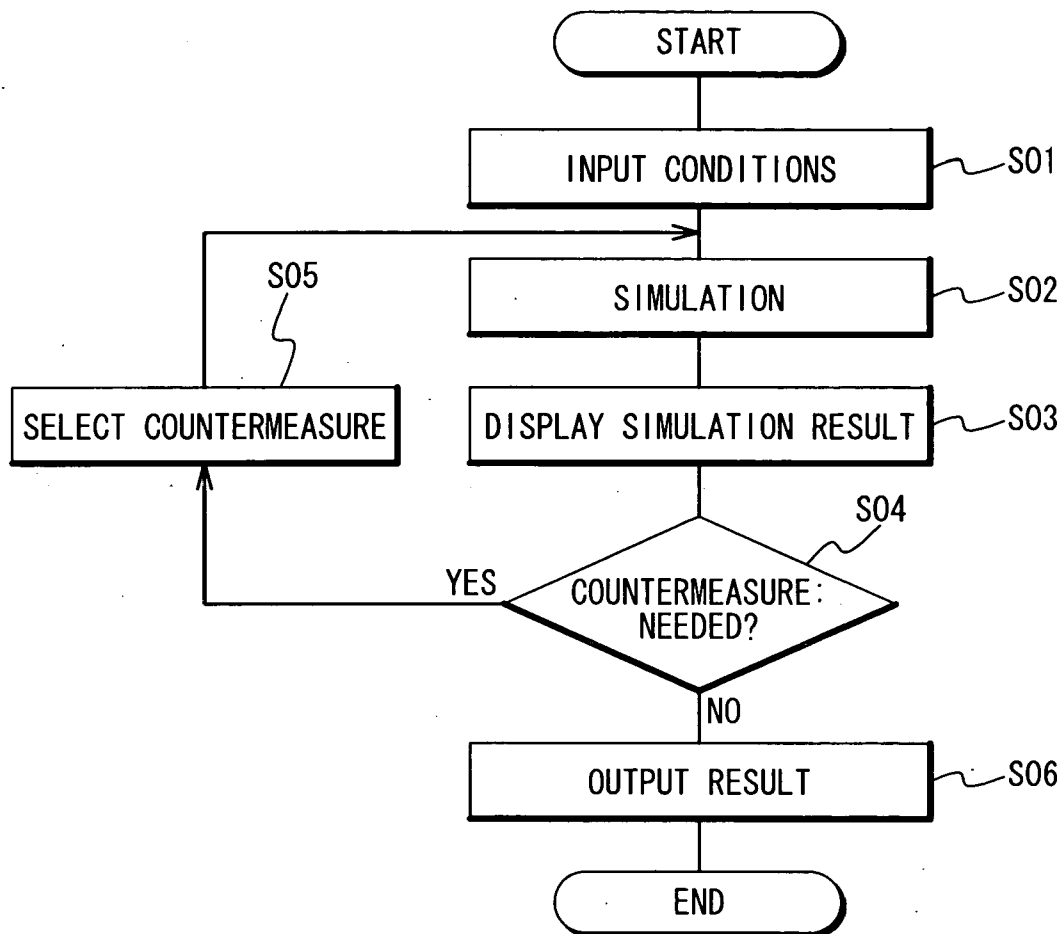 START
INPUT CONDITIONS
S01
S05
SIMULATION
S02
SELECT COUNTERMEASURE
DISPLAY SIMULATION RESULT
S03
S04
YES
COUNTERMEASURE:
NEEDED?
NO
OUTPUT RESULT
S06
END